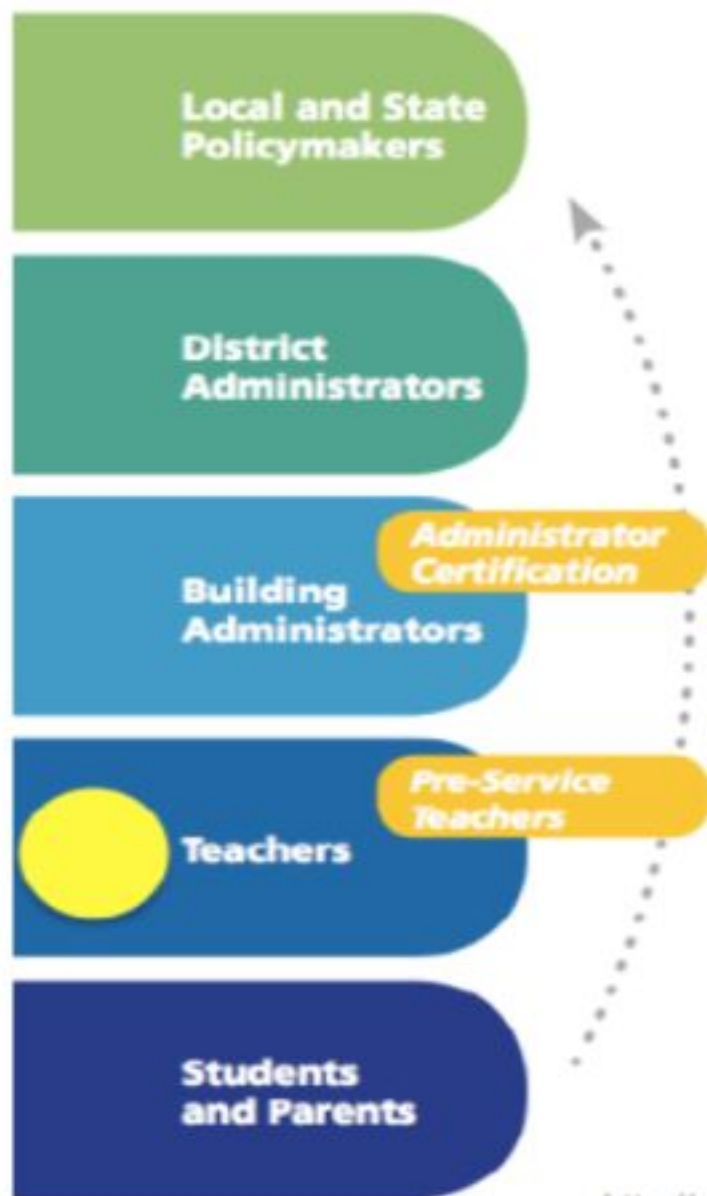 Local and State
Policymakers
District
Administrators
Administrator
Certification
Building
Administrators
Pre-Service
Teachers
Teachers
Students
and Parents